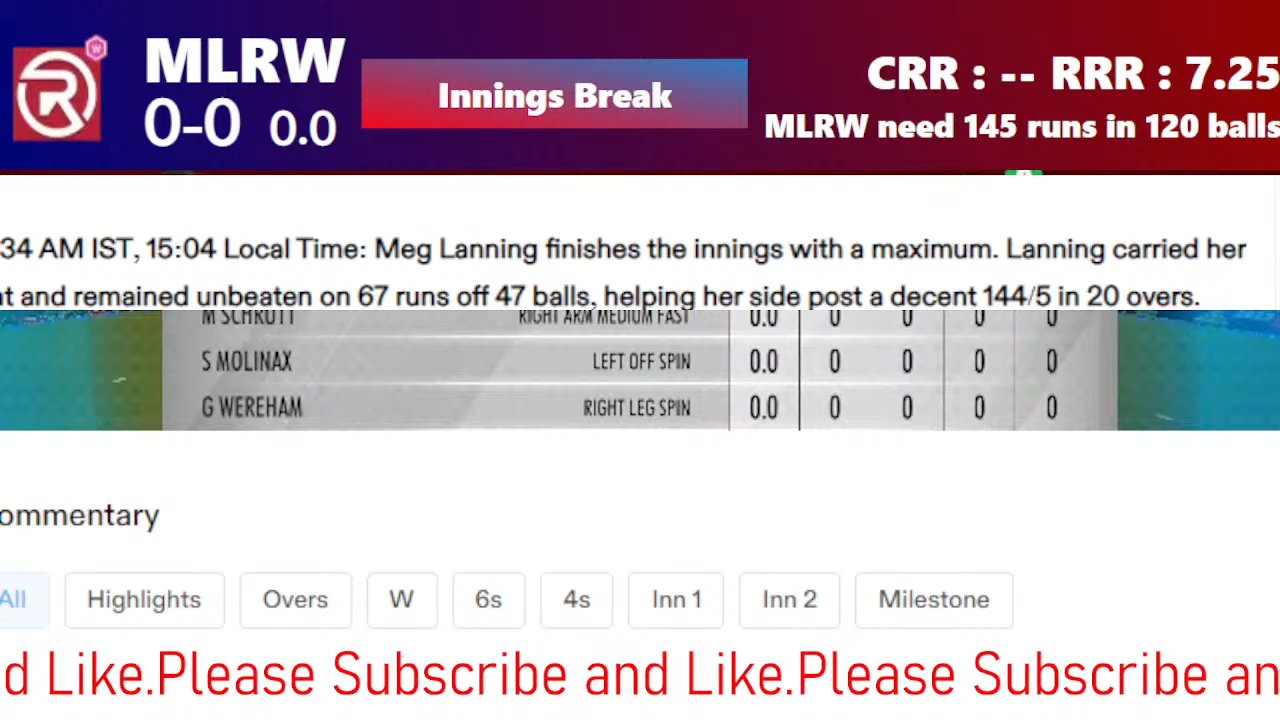 W
MLRW
0-0 0.0
Innings Break
CRR : -- RRR : 7.25
MLRW need 145 runs in 120 balls
34 AM IST, 15:04 Local Time: Meg Lanning finishes the innings with a maximum. Lanning carried her
and remained unbeaten on 67 runs off 47 balls, helping her side post a decent 144/5 in 20 overs.
M SCHRUTT RIGHT ARM MEDIUM FAST 0.0 0 0 0 0
S MOLINAX LEFT OFF SPIN 0.0 0 0 0 0
G WEREHAM RIGHT LEG SPIN 0.0 0 0 0 0
ommentary
All Highlights Overs W 6s 4s Inn 1 Inn 2 Milestone
d Like.Please Subscribe and Like.Please Subscribe an